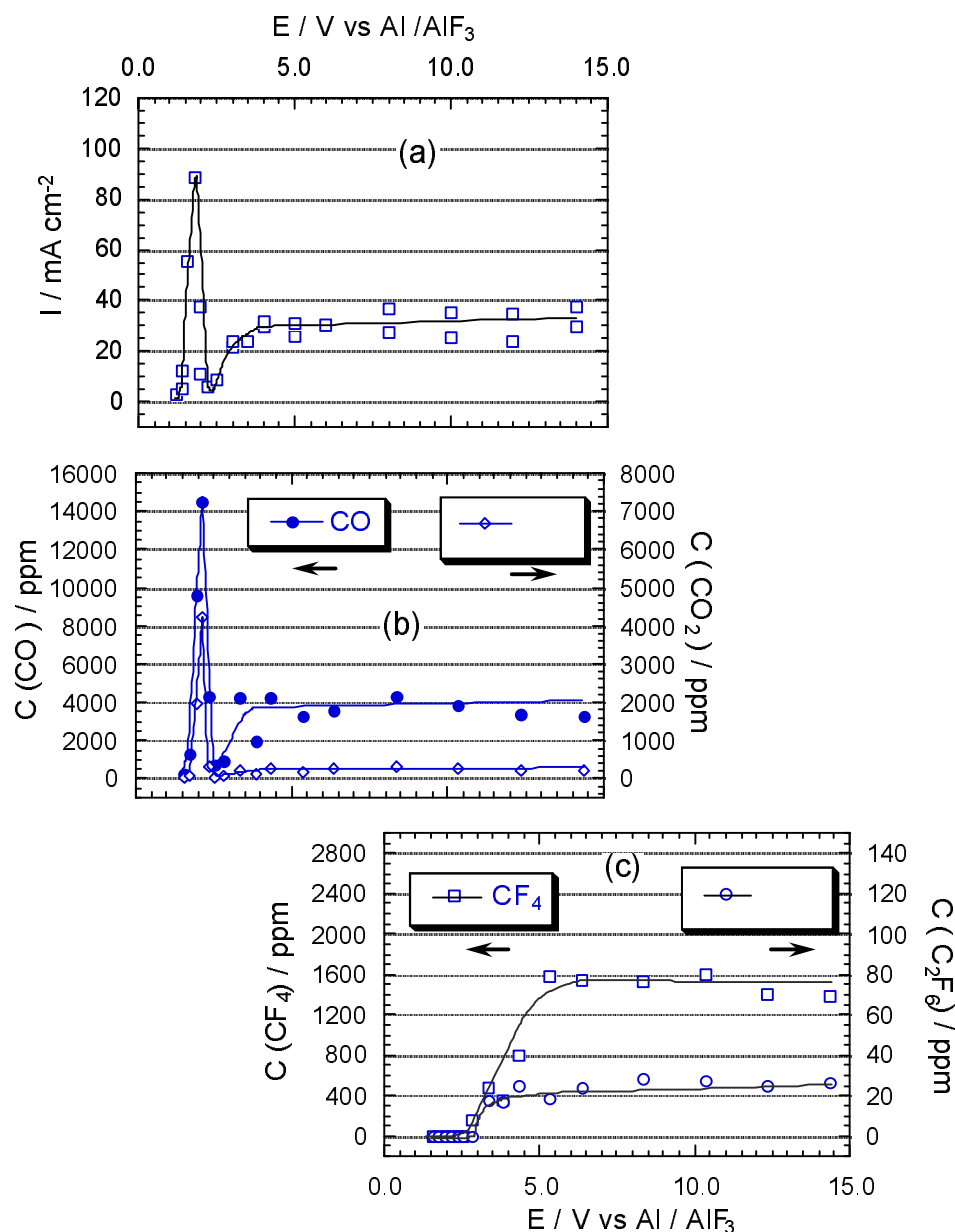 E / V vs Al /AlF3
0.0 5.0 10.0 15.0
120
100
80
60
40
20
0
I / mA cm-2
(a)
16000
14000
12000
10000
8000
6000
4000
2000
0
C (CO) / ppm
CO
(b)
8000
7000
6000
5000
4000
3000
2000
1000
0
C ( CO2 ) / ppm
2800
2400
2000
1600
1200
800
400
0
C (CF4) / ppm
CF4
(c)
140
120
100
80
60
40
20
0
C ( C2F6) / ppm
0.0 5.0 10.0 15.0
E / V vs Al / AlF3